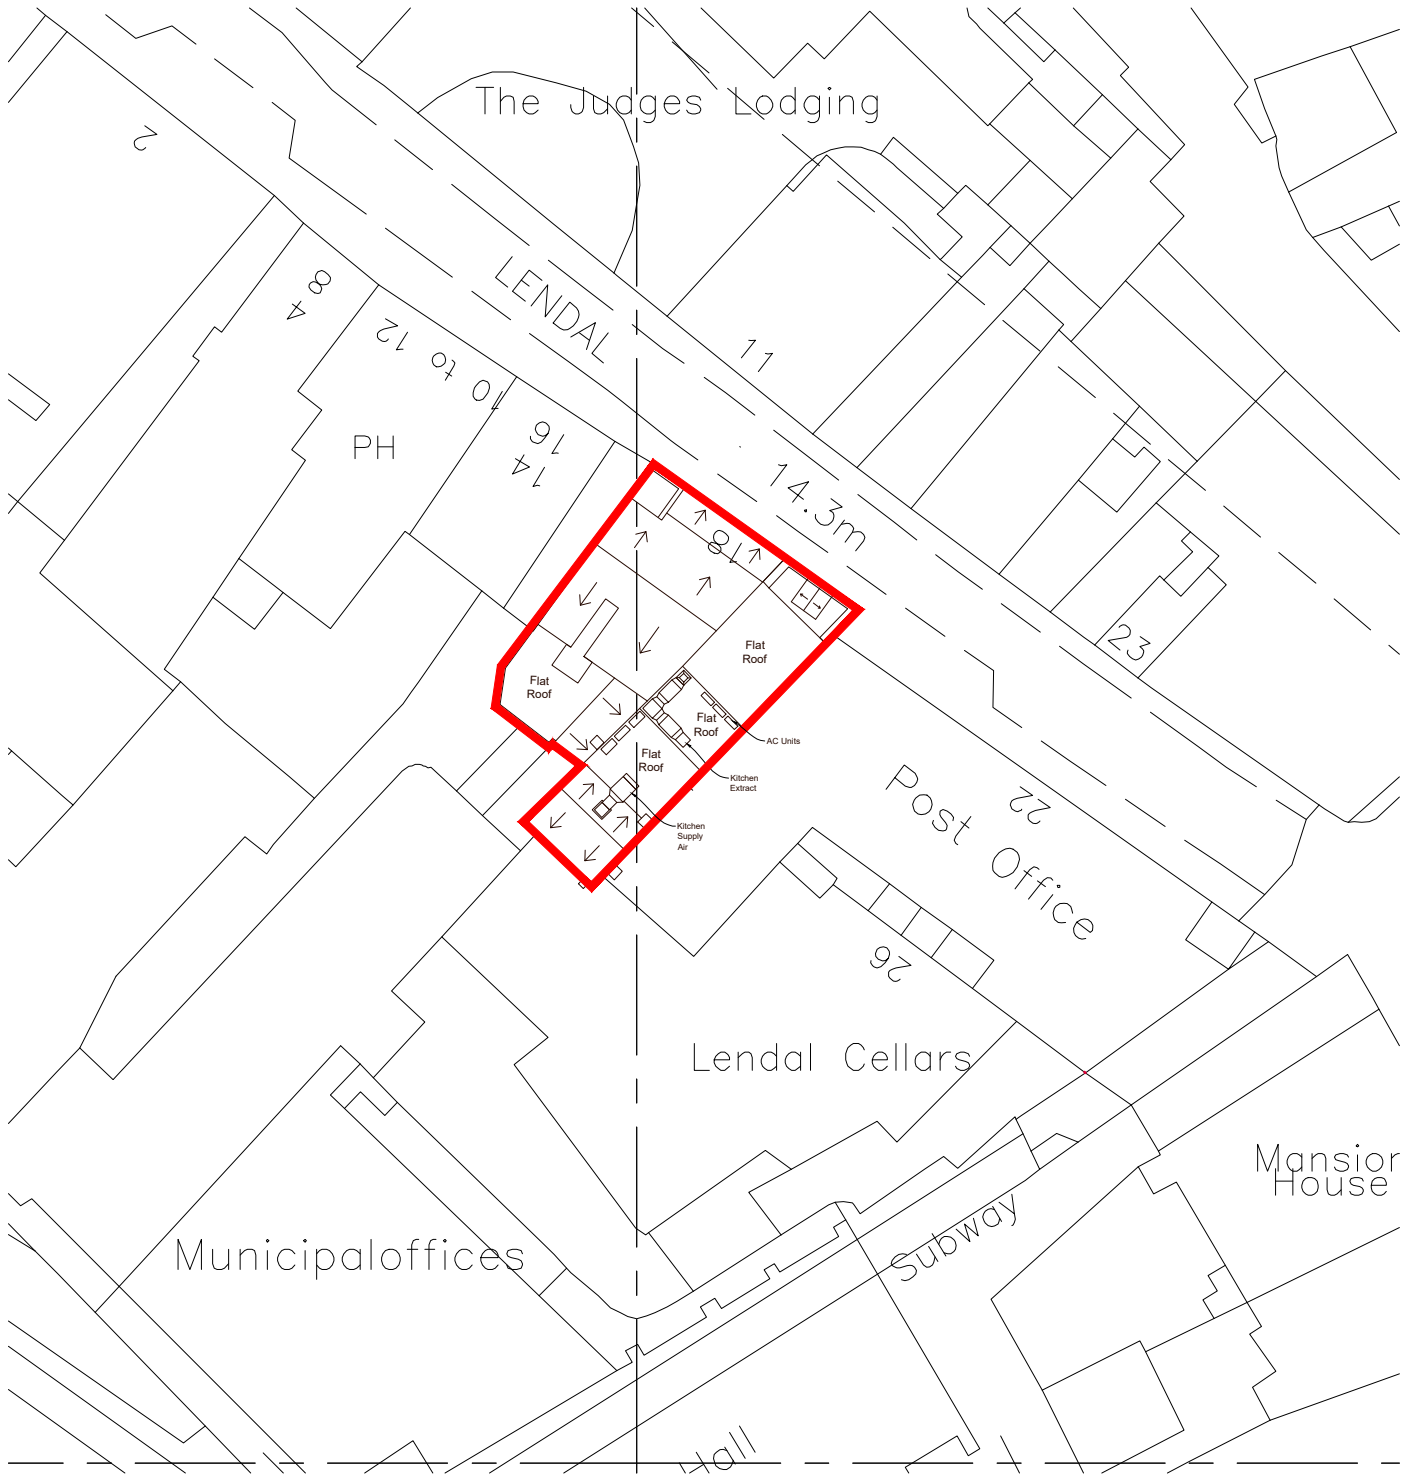 The Judges Lodging
2
LENDAL
4
8
10 to 12
11
PH
14
16
14.3m
18
23
Flat
Roof
Flat
Roof
Flat
Roof
Flat
Roof
AC Units
Kitchen
Extract
Kitchen
Supply
Air
Post Office
22
26
Lendal Cellars
Mansion
House
Subway
Municipaloffices
Hall